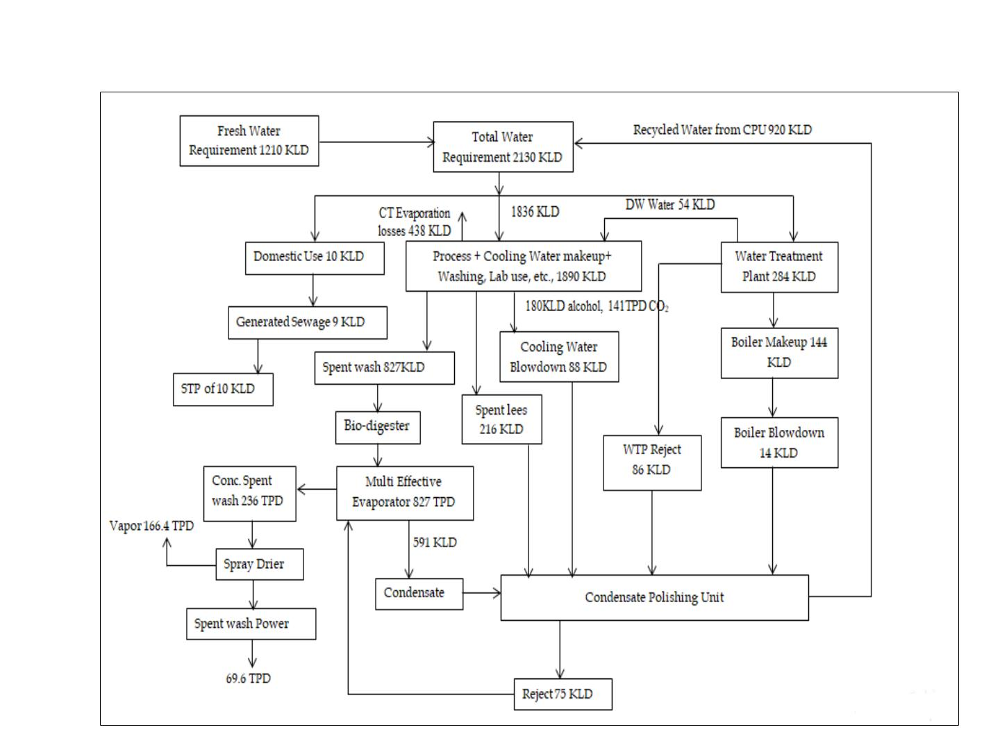 Fresh Water
Requirement 1210 KLD
Total Water
Requirement 2130 KLD
Recycled Water from CPU 920 KLD
CT Evaporation
losses 438 KLD
1836 KLD
DW Water 54 KLD
Domestic Use 10 KLD
Process + Cooling Water makeup+
Washing, Lab use, etc., 1890 KLD
Water Treatment
Plant 284 KLD
180KLD alcohol, 141TPD CO₂
Generated Sewage 9 KLD
Cooling Water
Blowdown 88 KLD
Boiler Makeup 144
KLD
Spent wash 827KLD
STP of 10 KLD
Spent lees
216 KLD
Bio-digester
WTP Reject
86 KLD
Boiler Blowdown
14 KLD
Conc. Spent
wash 236 TPD
Multi Effective
Evaporator 827 TPD
Vapor 166.4 TPD
591 KLD
Spray Drier
Condensate
Condensate Polishing Unit
Spent wash Power
69.6 TPD
Reject 75 KLD